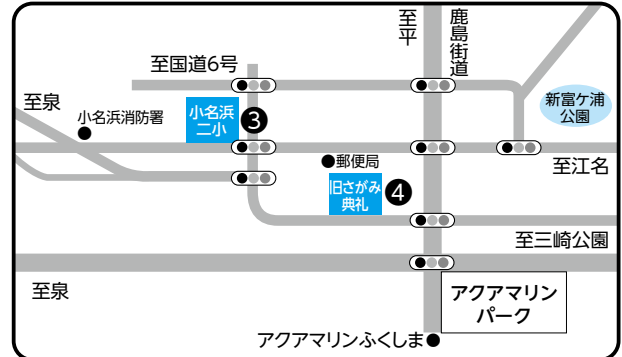 至平
鹿島街道
至国道6号
至泉
小名浜消防署
小名浜
二小
3
新富ケ浦
公園
郵便局
至江名
旧さがみ
典礼
4
至三崎公園
至泉
アクアマリン
パーク
アクアマリンふくしま